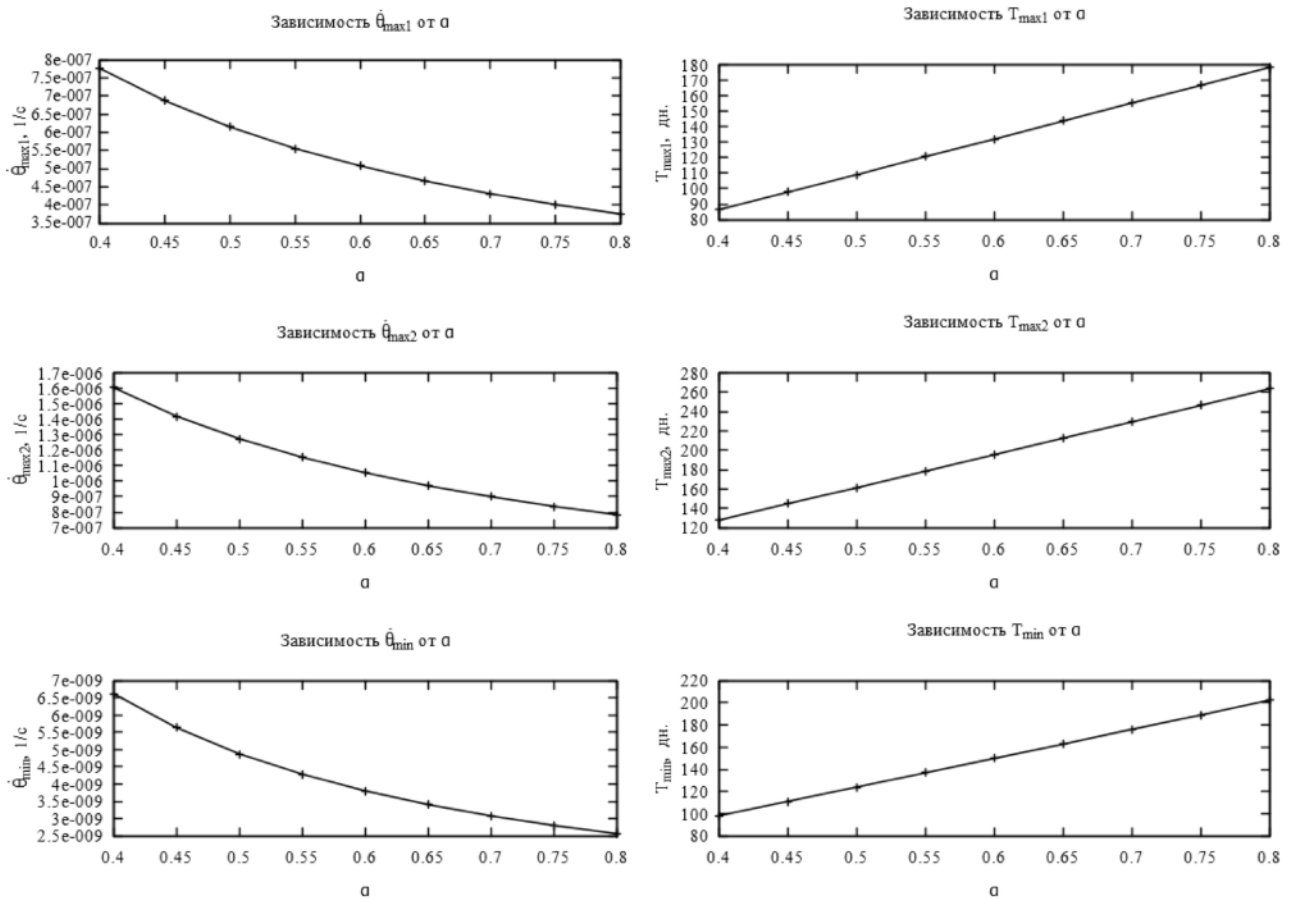 Зависимость θ̇max1 от α
8e-007
7.5e-007
7e-007
6.5e-007
6e-007
5.5e-007
5e-007
4.5e-007
4e-007
3.5e-007
θ̇max1, 1/с
0.4 0.45 0.5 0.55 0.6 0.65 0.7 0.75 0.8
α
Зависимость Tmax1 от α
180
170
160
150
140
130
120
110
100
90
80
Tmax1, дн.
0.4 0.45 0.5 0.55 0.6 0.65 0.7 0.75 0.8
α
Зависимость θ̇max2 от α
1.7e-006
1.6e-006
1.5e-006
1.4e-006
1.3e-006
1.2e-006
1.1e-006
1e-006
9e-007
8e-007
7e-007
θ̇max2, 1/с
0.4 0.45 0.5 0.55 0.6 0.65 0.7 0.75 0.8
α
Зависимость Tmax2 от α
280
260
240
220
200
180
160
140
120
Tmax2, дн.
0.4 0.45 0.5 0.55 0.6 0.65 0.7 0.75 0.8
α
Зависимость θ̇min от α
7e-009
6.5e-009
6e-009
5.5e-009
5e-009
4.5e-009
4e-009
3.5e-009
3e-009
2.5e-009
θ̇min, 1/с
0.4 0.45 0.5 0.55 0.6 0.65 0.7 0.75 0.8
α
Зависимость Tmin от α
220
200
180
160
140
120
100
80
Tmin, дн.
0.4 0.45 0.5 0.55 0.6 0.65 0.7 0.75 0.8
α